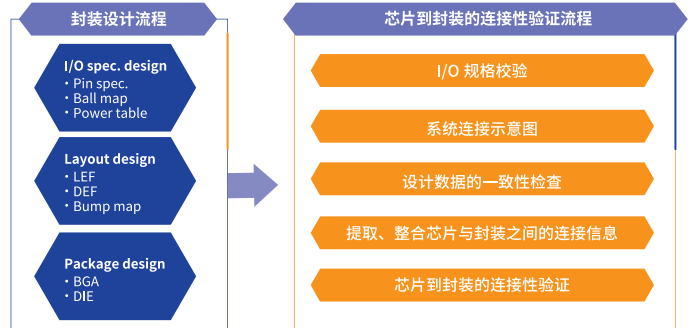 封装设计流程
I/O spec. design
· Pin spec.
· Ball map
· Power table
Layout design
· LEF
· DEF
· Bump map
Package design
· BGA
· DIE
芯片到封装的连接性验证流程
I/O 规格校验
系统连接示意图
设计数据的一致性检查
提取、整合芯片与封装之间的连接信息
芯片到封装的连接性验证